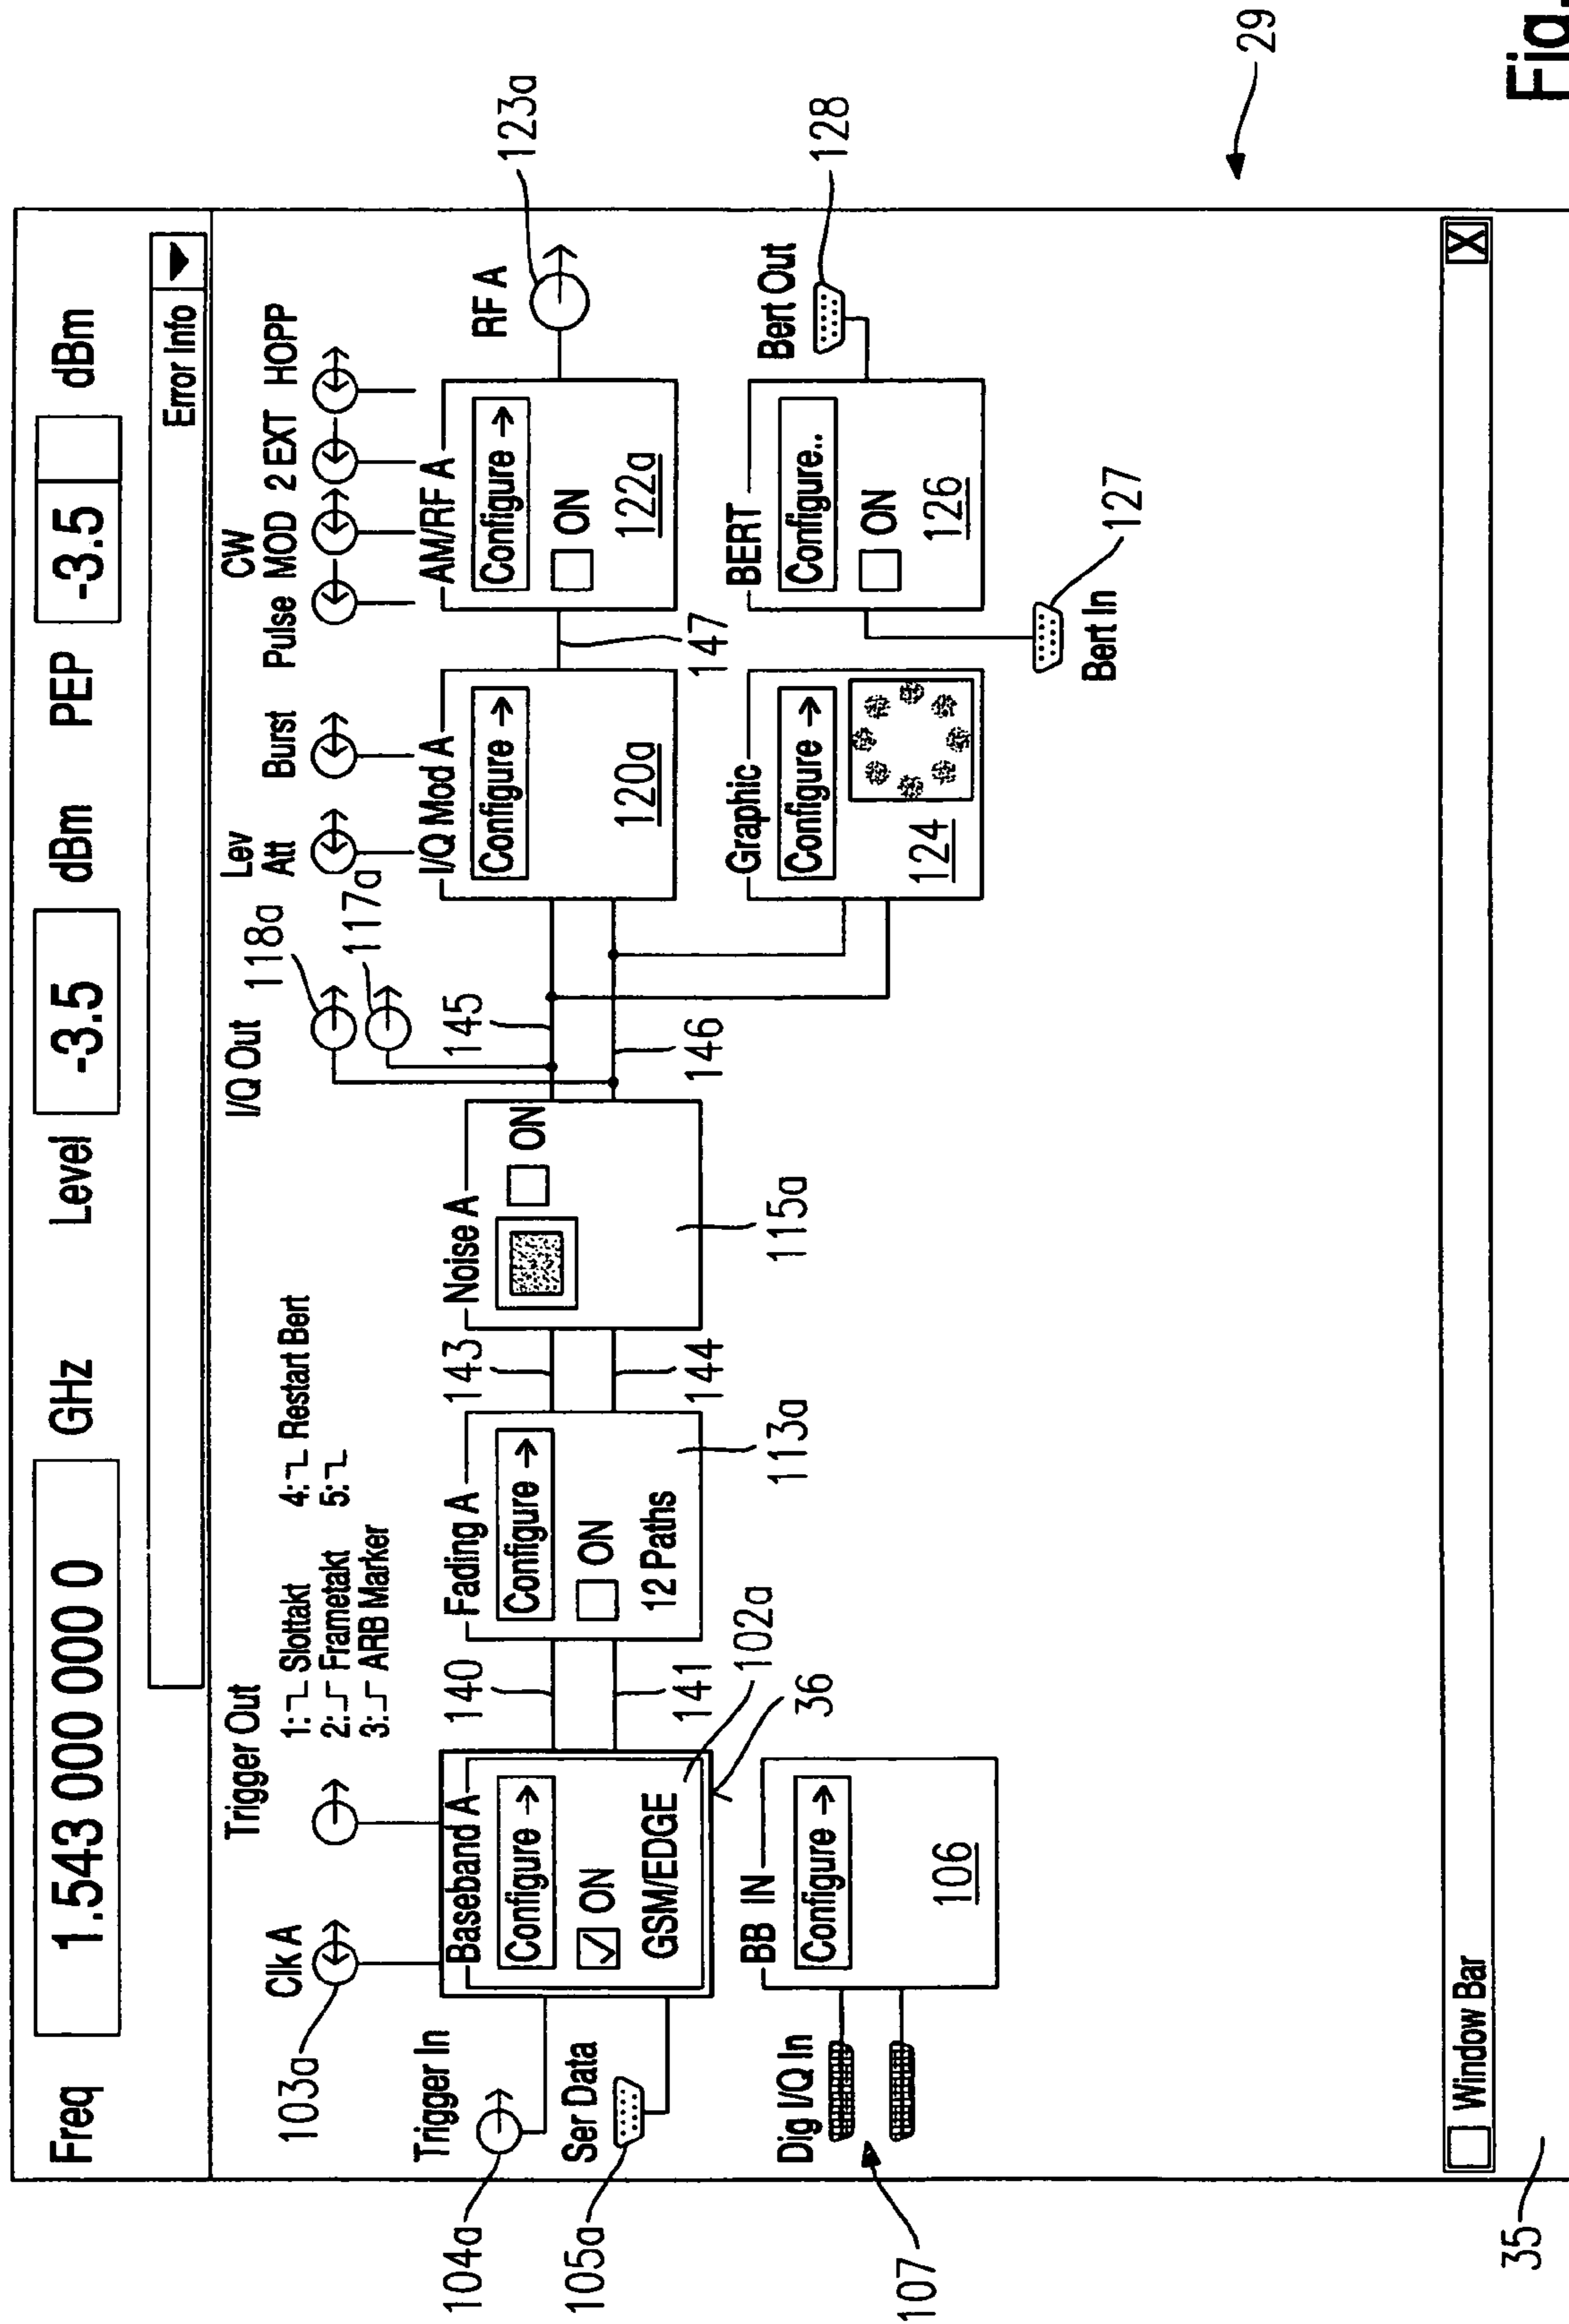 Freq 1.543 000 000 0 GHz Level -3.5 dBm PEP -3.5 dBm
Error Info
Trigger Out
I/Q Out
Clk A
1: Slottakt
2: Frametakt
3: ARB Marker
4: Restart Bert
5:
118a
117a
Lev
Att
Burst
CW
Pulse MOD 2 EXT HOPP
103a
Trigger In
104a
Ser Data
105a
Baseband A
Configure →
ON
GSM/EDGE
102a
36
140
141
Fading A
Configure →
ON
12 Paths
113a
143
144
Noise A
ON
115a
145
146
I/Q Mod A
Configure →
120a
147
AM/RF A
Configure →
ON
122a
RF A
123a
Dig I/Q In
107
BB IN
Configure →
106
Graphic
Configure →
124
BERT
Configure..
ON
126
Bert Out
128
127
Bert In
29
Window Bar
X
35
Fig.